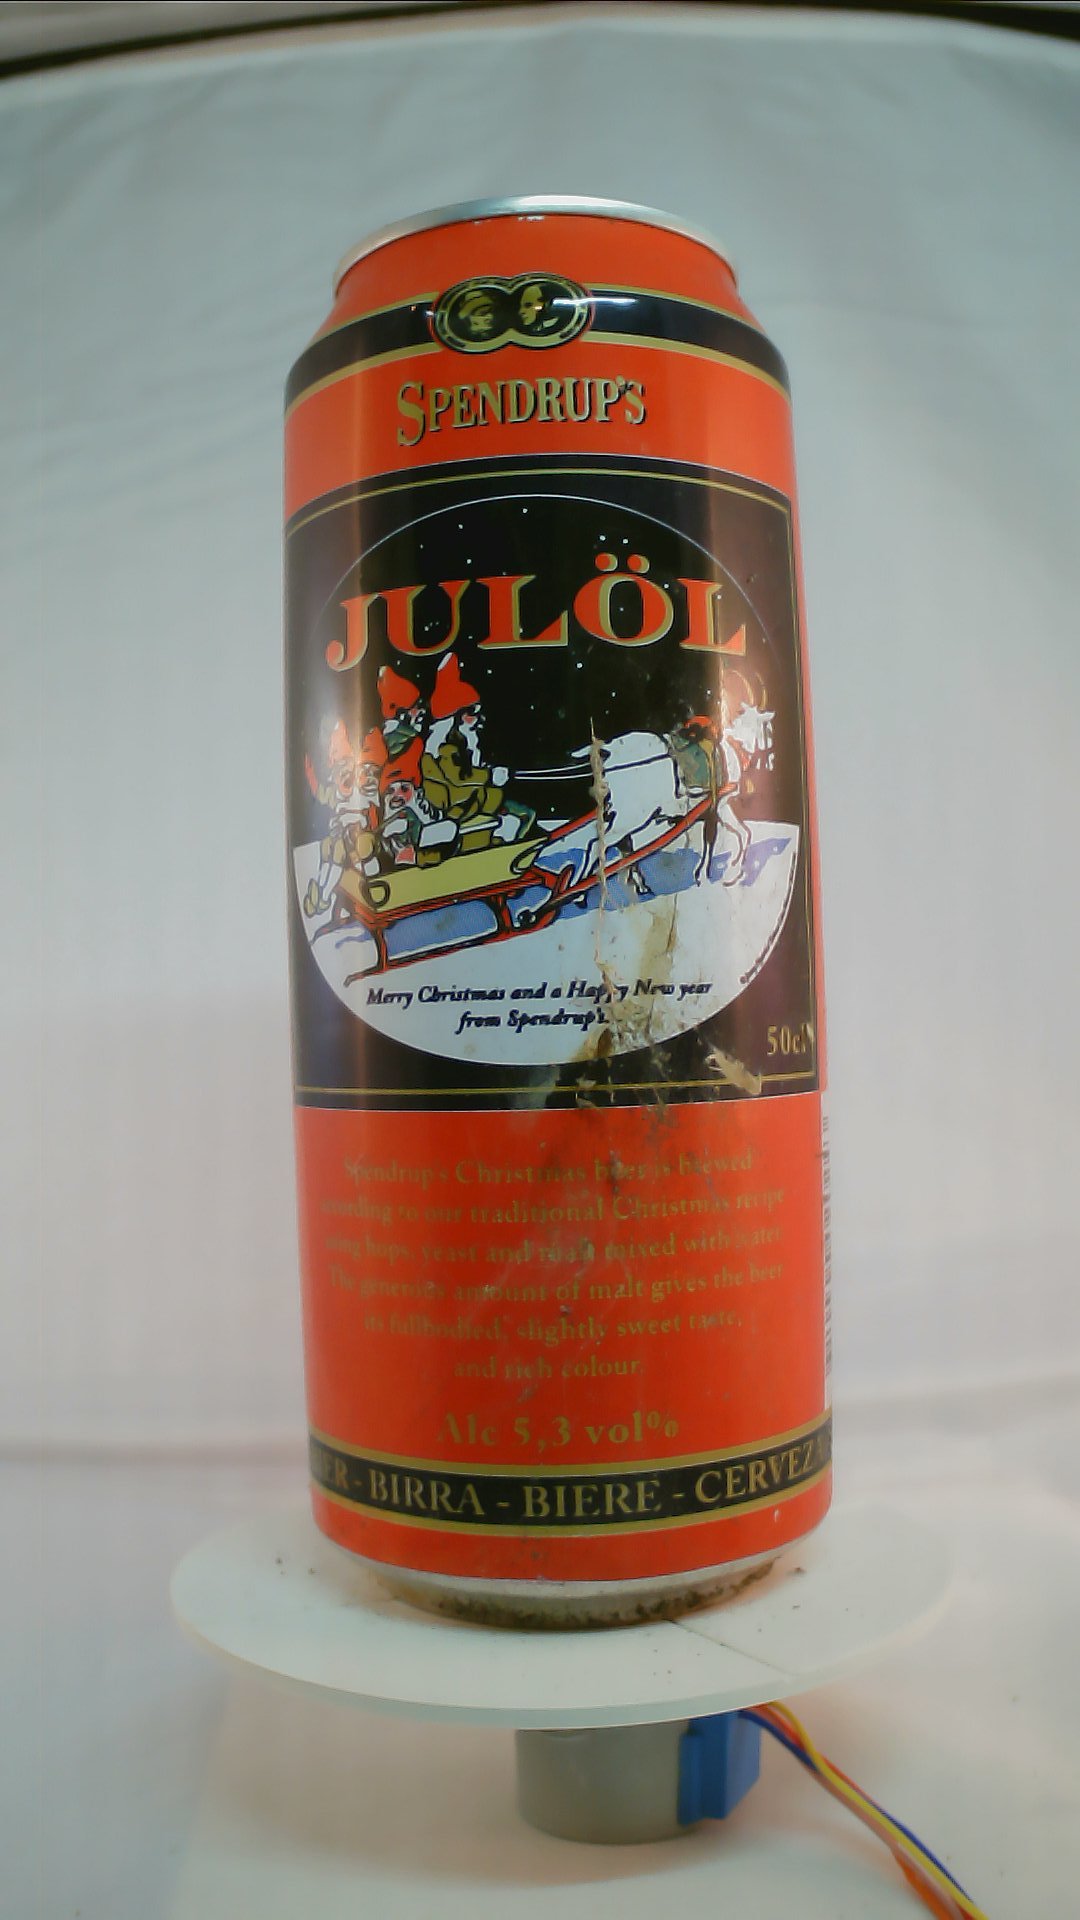 SPENDRUP'S
JULÖL
Merry Christmas and a Happy New year
from Spendrup's
50cl
Spendrup's Christmas beer is brewed
according to our traditional Christmas recipe
using hops, yeast and malt mixed with water.
The generous amount of malt gives the beer
its fullbodied, slightly sweet taste,
and rich colour.
Alc 5,3 vol%
- BIRRA - BIERE - CERVEZA